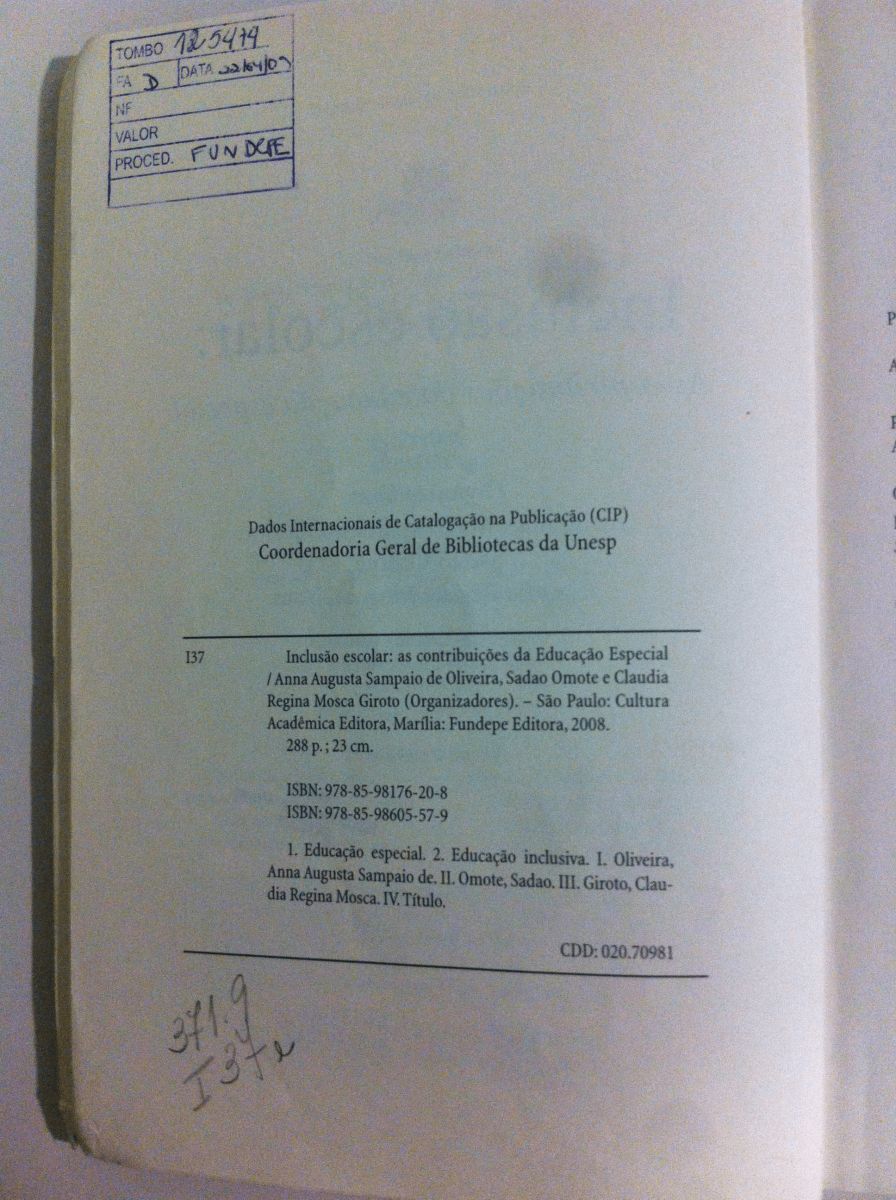 TOMBO 125474
FA D DATA 22/04/09
NF
VALOR
PROCED. FUNDEPE
Dados Internacionais de Catalogação na Publicação (CIP)
Coordenadoria Geral de Bibliotecas da Unesp
I37 Inclusão escolar: as contribuições da Educação Especial
/ Anna Augusta Sampaio de Oliveira, Sadao Omote e Claudia
Regina Mosca Giroto (Organizadores). – São Paulo: Cultura
Acadêmica Editora, Marília: Fundepe Editora, 2008.
288 p. ; 23 cm.
ISBN: 978-85-98176-20-8
ISBN: 978-85-98605-57-9
1. Educação especial. 2. Educação inclusiva. I. Oliveira,
Anna Augusta Sampaio de. II. Omote, Sadao. III. Giroto, Clau-
dia Regina Mosca. IV. Título.
CDD: 020.70981
371.9
I37e